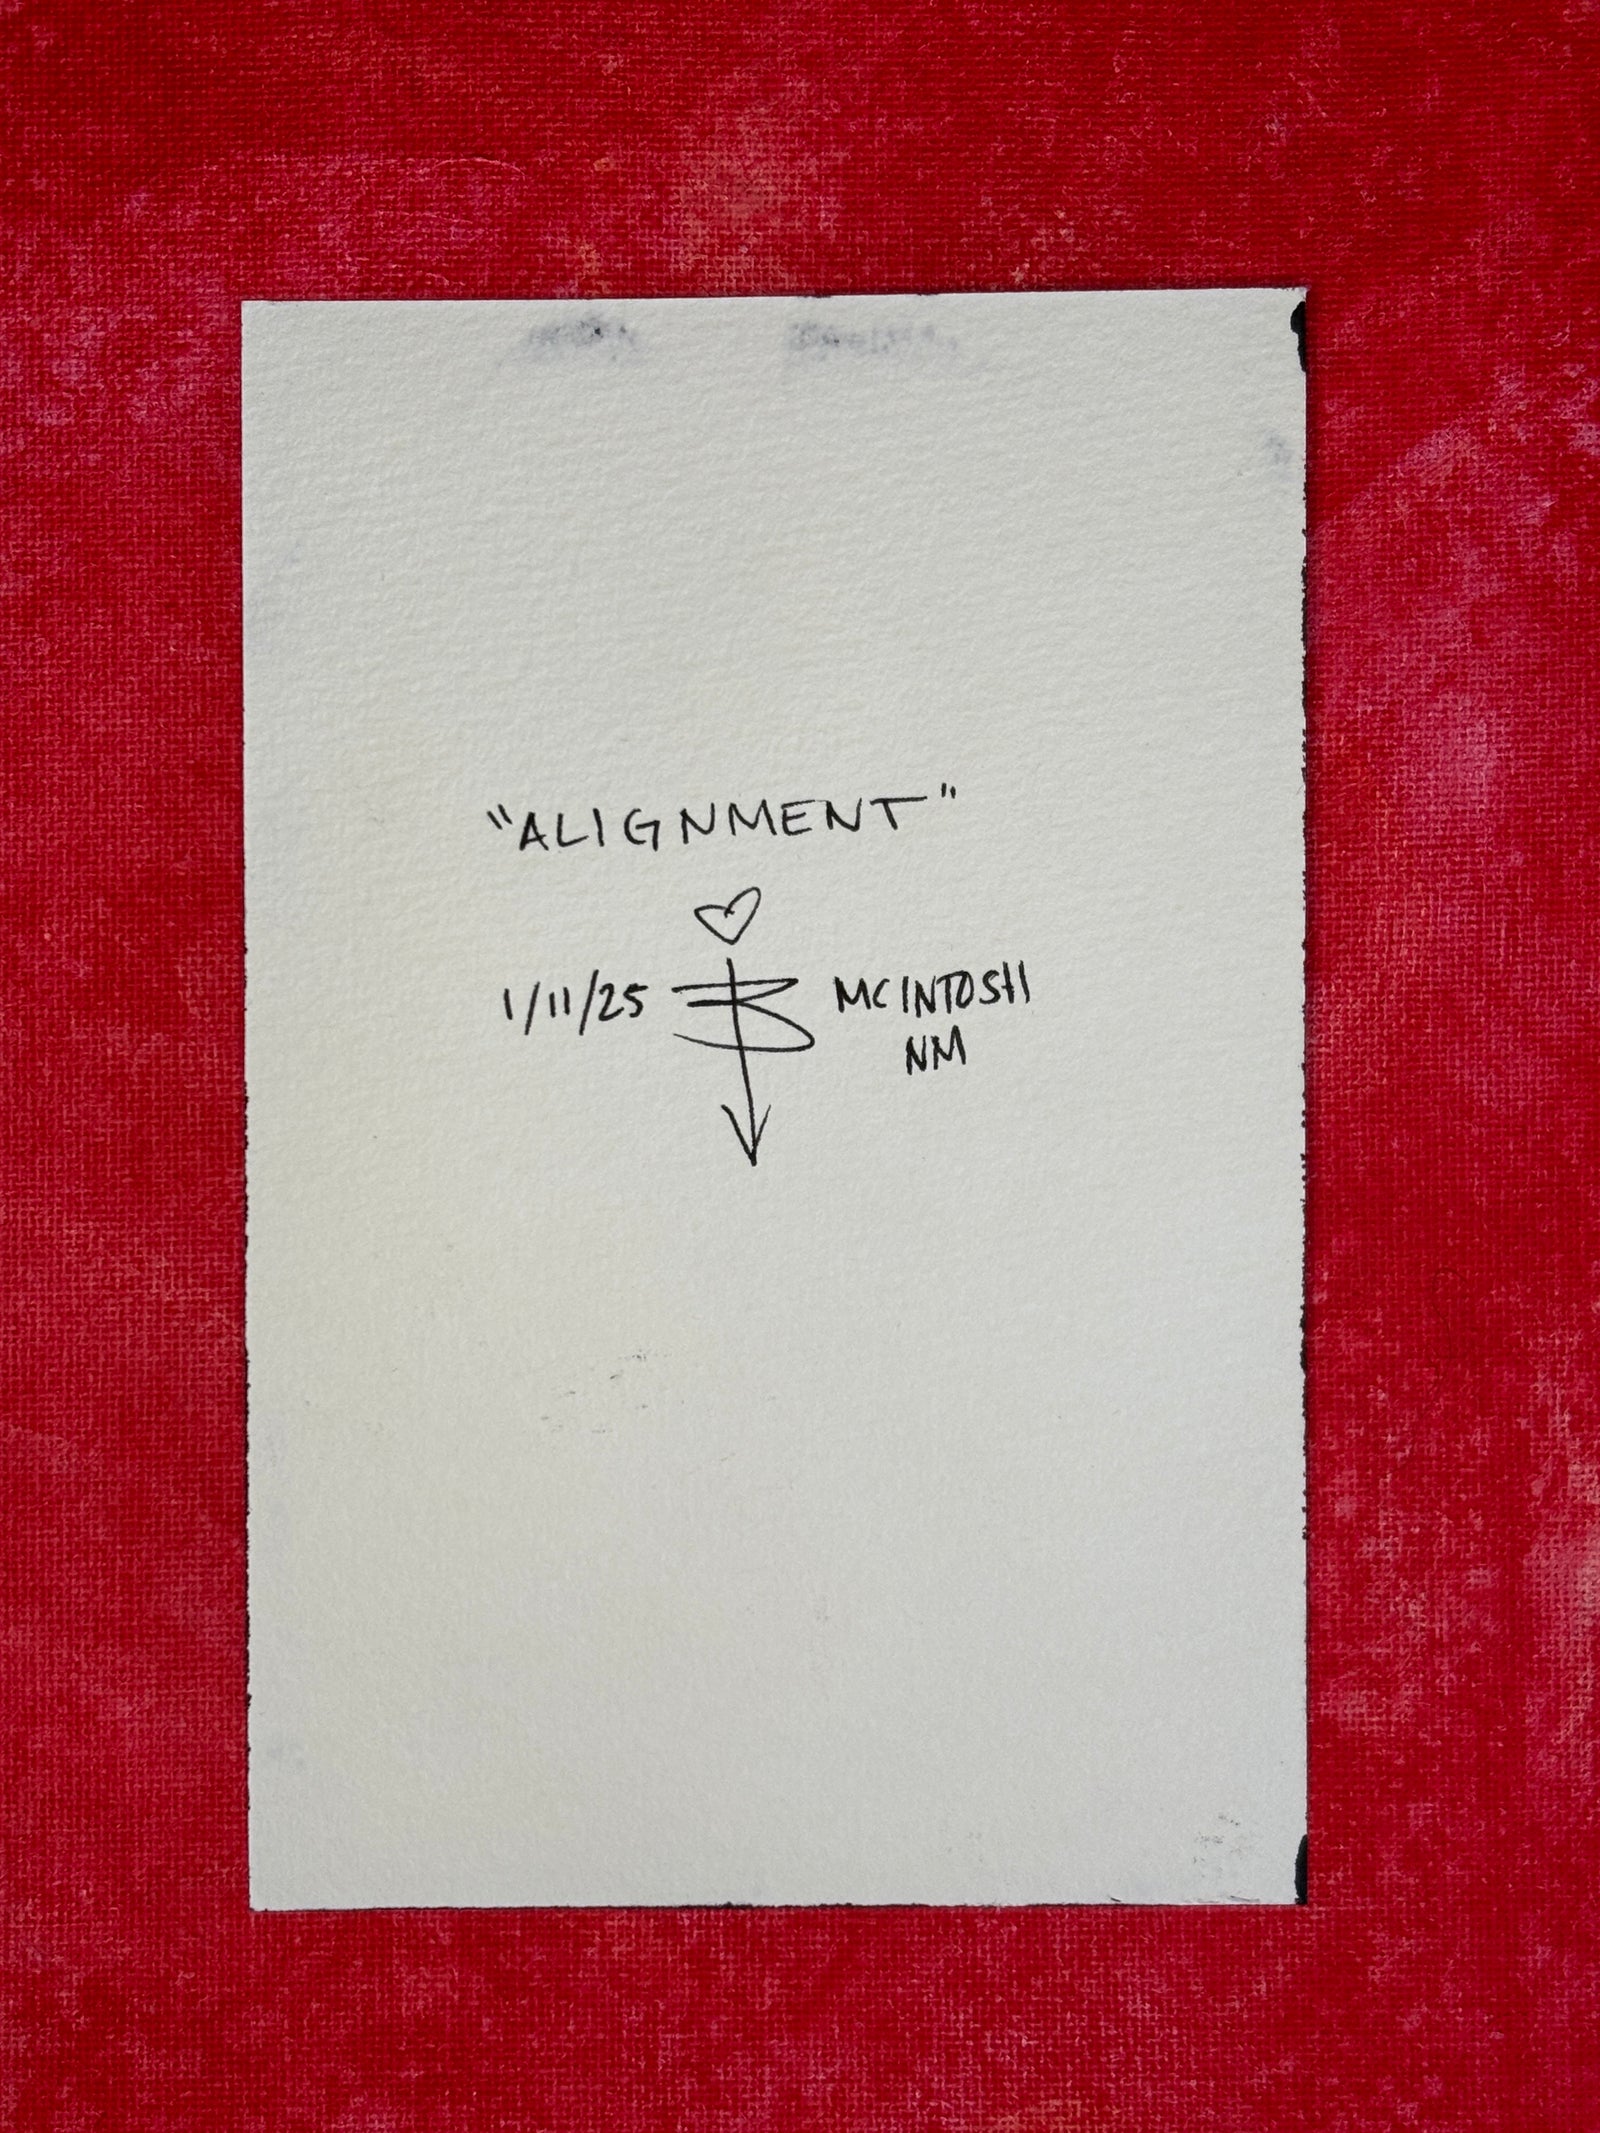 "ALIGNMENT"
1/11/25 MCINTOSH
NM